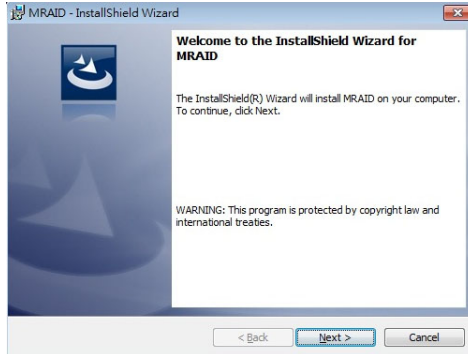 MRAID - InstallShield Wizard
Welcome to the InstallShield Wizard for
MRAID
The InstallShield(R) Wizard will install MRAID on your computer.
To continue, click Next.
WARNING: This program is protected by copyright law and
international treaties.
< Back
Next >
Cancel